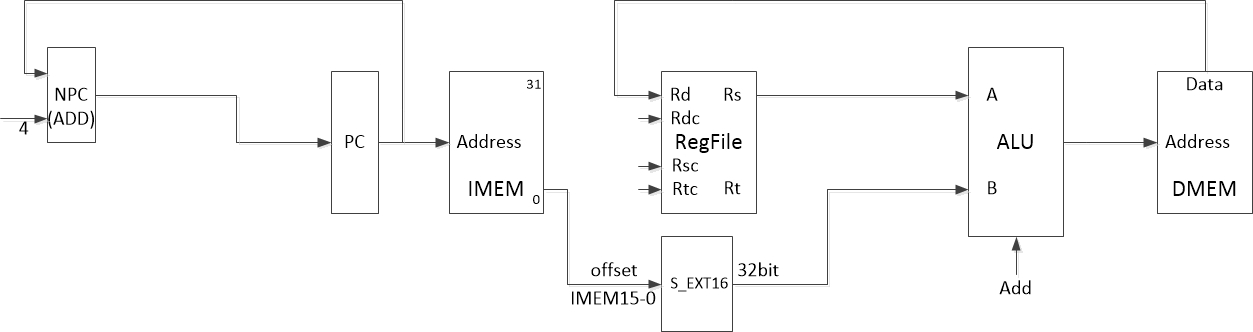 NPC
(ADD)
4
PC
31
Address
IMEM
0
Rd Rs
Rdc
RegFile
Rsc
Rtc Rt
offset
IMEM15-0
S_EXT16
32bit
A
ALU
B
Add
Data
Address
DMEM